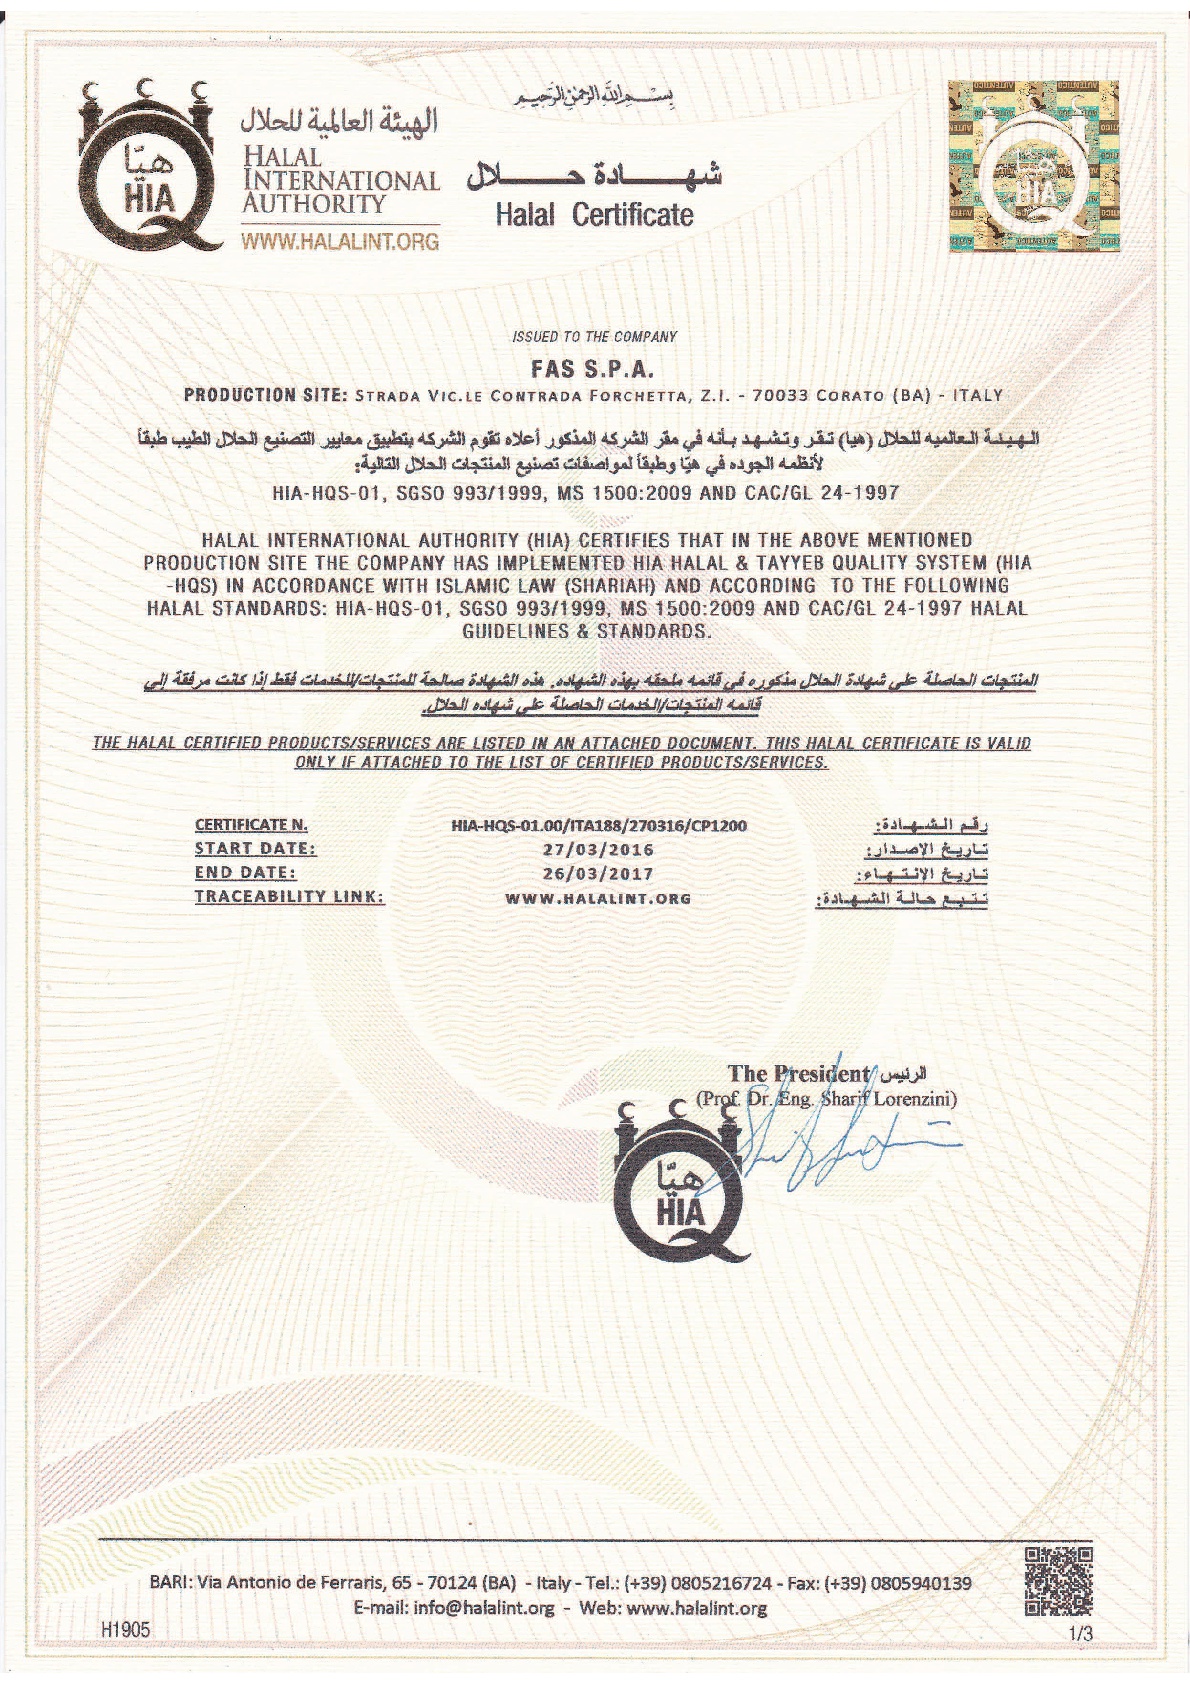 بسم الله الرحمن الرحيم
الهيئة العالمية للحلال
HALAL
INTERNATIONAL
AUTHORITY
WWW.HALALINT.ORG
هيّا
HIA
شهادة حلال
Halal Certificate
هيّا
HIA
AUTENTICO
ISSUED TO THE COMPANY
FAS S.P.A.
PRODUCTION SITE: STRADA VIC.LE CONTRADA FORCHETTA, Z.I. - 70033 CORATO (BA) - ITALY
الهيئة العالميه للحلال (هيا) تقر وتشهد بأنه في مقر الشركه المذكور أعلاه تقوم الشركه بتطبيق معايير التصنيع الحلال الطيب طبقاً
لأنظمه الجوده في هيّا وطبقاً لمواصفات تصنيع المنتجات الحلال التالية:
HIA-HQS-01, SGSO 993/1999, MS 1500:2009 AND CAC/GL 24-1997
HALAL INTERNATIONAL AUTHORITY (HIA) CERTIFIES THAT IN THE ABOVE MENTIONED
PRODUCTION SITE THE COMPANY HAS IMPLEMENTED HIA HALAL & TAYYEB QUALITY SYSTEM (HIA
-HQS) IN ACCORDANCE WITH ISLAMIC LAW (SHARIAH) AND ACCORDING TO THE FOLLOWING
HALAL STANDARDS: HIA-HQS-01, SGSO 993/1999, MS 1500:2009 AND CAC/GL 24-1997 HALAL
GUIDELINES & STANDARDS.
المنتجات الحاصلة على شهادة الحلال مذكوره في قائمه ملحقه بهذه الشهاده. هذه الشهادة صالحة للمنتجات/للخدمات فقط إذا كانت مرفقة إلى
قائمه المنتجات/الخدمات الحاصلة على شهاده الحلال.
THE HALAL CERTIFIED PRODUCTS/SERVICES ARE LISTED IN AN ATTACHED DOCUMENT. THIS HALAL CERTIFICATE IS VALID
ONLY IF ATTACHED TO THE LIST OF CERTIFIED PRODUCTS/SERVICES.
CERTIFICATE N. HIA-HQS-01.00/ITA188/270316/CP1200 رقم الشهادة:
START DATE: 27/03/2016 تاريخ الاصدار:
END DATE: 26/03/2017 تاريخ الانتهاء:
TRACEABILITY LINK: WWW.HALALINT.ORG تتبع حالة الشهادة:
The President الرئيس
(Prof. Dr. Eng. Sharif Lorenzini)
هيّا
HIA
BARI: Via Antonio de Ferraris, 65 - 70124 (BA) - Italy - Tel.: (+39) 0805216724 - Fax: (+39) 0805940139
E-mail: info@halalint.org - Web: www.halalint.org
H1905
1/3